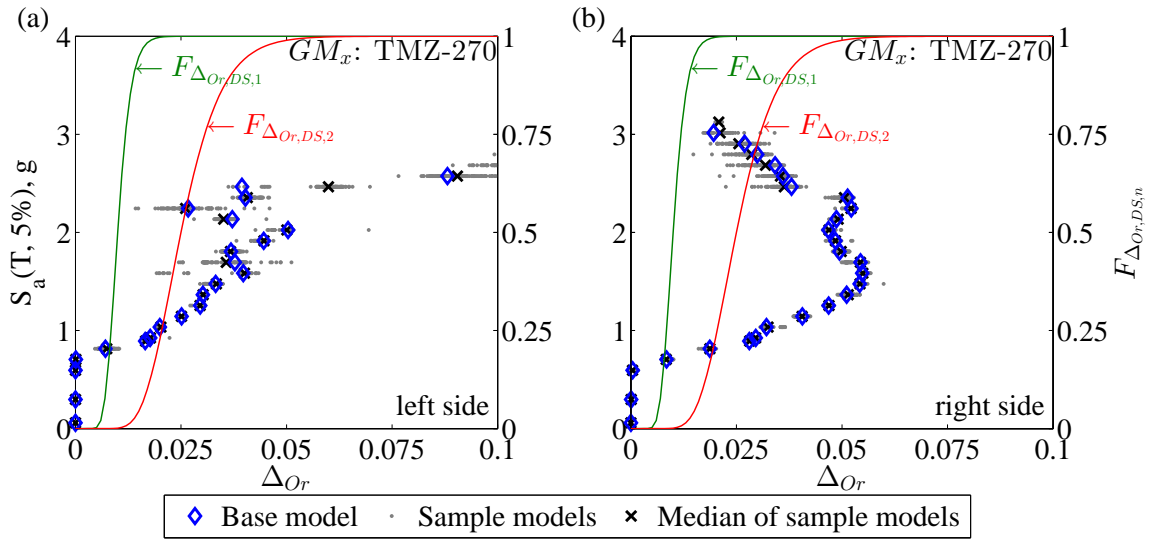 (a)
GM_x: TMZ-270
F_{Δ_{Or,DS,1}}
F_{Δ_{Or,DS,2}}
4
3
2
1
0
S_a(T, 5%), g
1
0.75
0.5
0.25
0
left side
0 0.025 0.05 0.075 0.1
Δ_{Or}
(b)
GM_x: TMZ-270
F_{Δ_{Or,DS,1}}
F_{Δ_{Or,DS,2}}
4
3
2
1
0
1
0.75
0.5
0.25
0
F_{Δ_{Or,DS,n}}
right side
0 0.025 0.05 0.075 0.1
Δ_{Or}
Base model Sample models Median of sample models